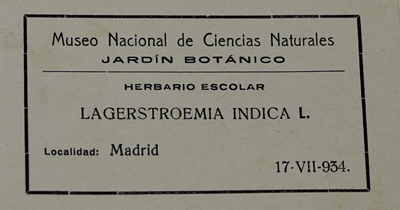 Museo Nacional de Ciencias Naturales
JARDÍN BOTÁNICO
HERBARIO ESCOLAR
LAGERSTROEMIA INDICA L.
Localidad: Madrid
17-VII-934.